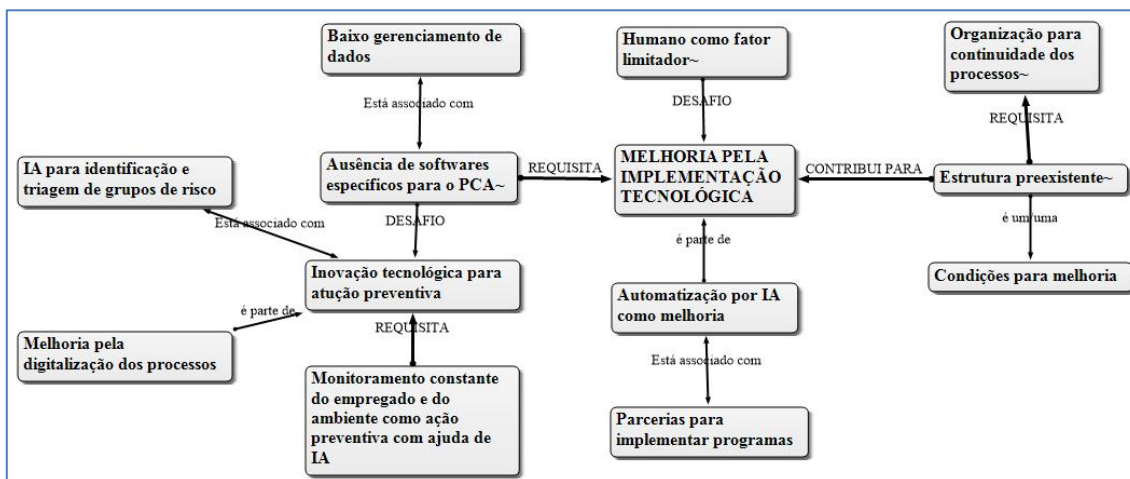 Baixo gerenciamento de
dados
Humano como fator
limitador~
Organização para
continuidade dos
processos~
Está associado com
DESAFIO
REQUISITA
IA para identificação e
triagem de grupos de risco
Ausência de softwares
específicos para o PCA~
REQUISITA
MELHORIA PELA
IMPLEMENTAÇÃO
TECNOLÓGICA
CONTRIBUI PARA
Estrutura preexistente~
Está associado com
DESAFIO
é parte de
é um/uma
Inovação tecnológica para
atução preventiva
Automatização por IA
como melhoria
Condições para melhoria
é parte de
REQUISITA
Melhoria pela
digitalização dos processos
Está associado com
Monitoramento constante
do empregado e do
ambiente como ação
preventiva com ajuda de
IA
Parcerias para
implementar programas